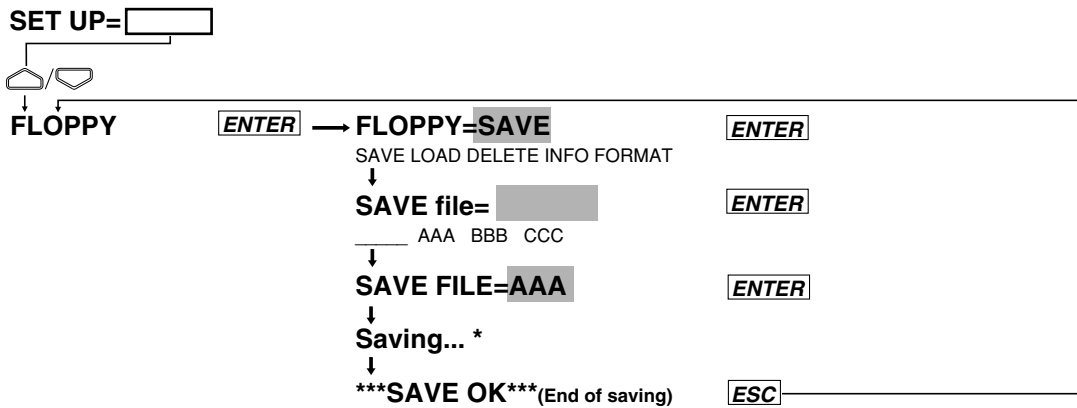 SET UP=
/
FLOPPY ENTER FLOPPY=SAVE ENTER
SAVE LOAD DELETE INFO FORMAT
SAVE file= ENTER
_____ AAA BBB CCC
SAVE FILE=AAA ENTER
Saving... *
***SAVE OK***(End of saving) ESC